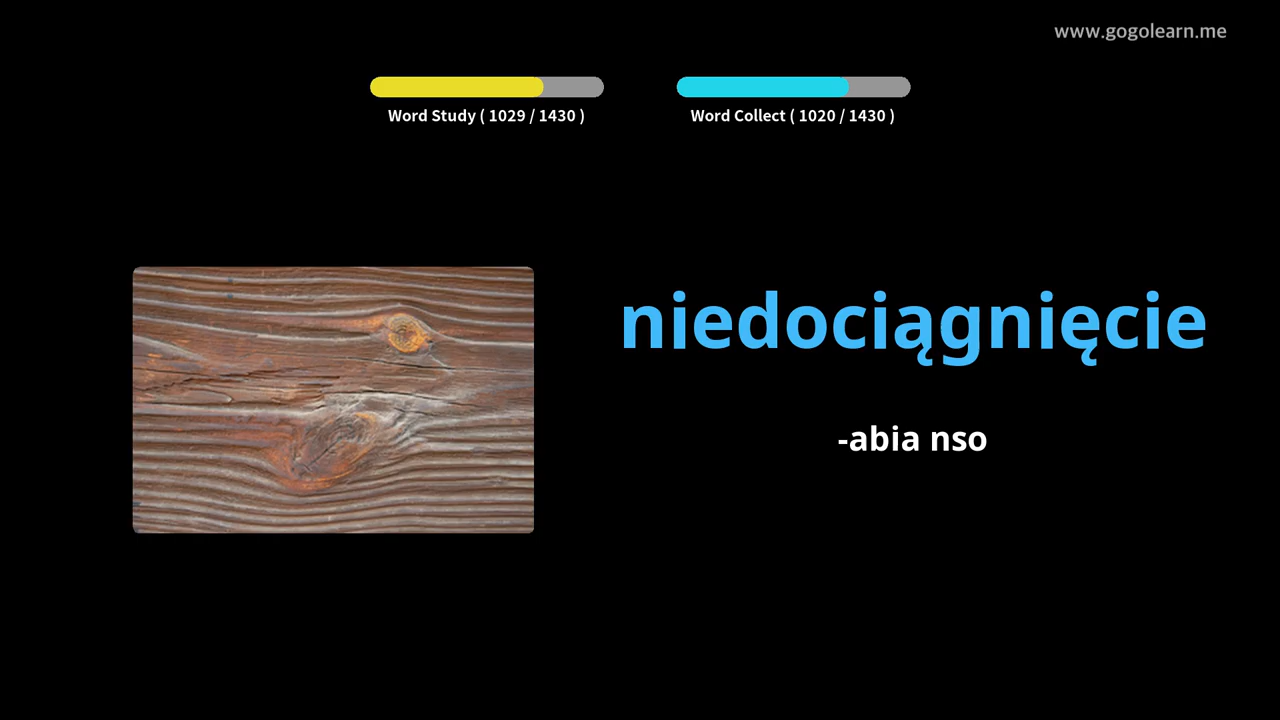 www.gogolearn.me
Word Study ( 1029 / 1430 )
Word Collect ( 1020 / 1430 )
niedociągnięcie
-abia nso